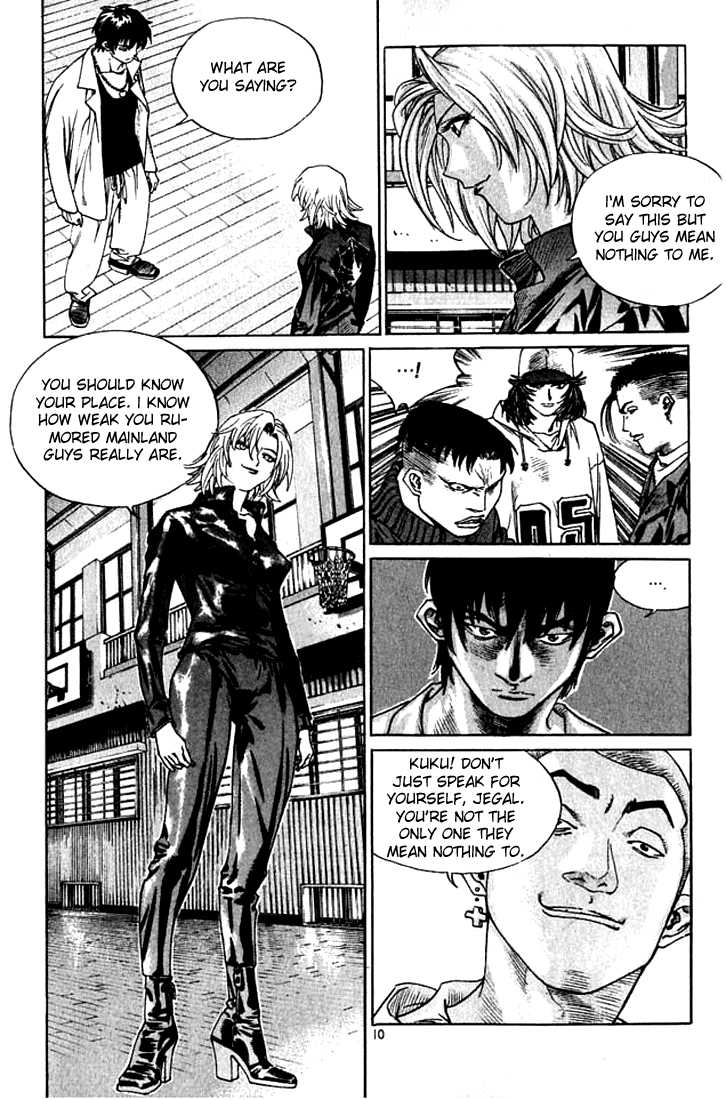 WHAT ARE
YOU SAYING?
I'M SORRY TO
SAY THIS BUT
YOU GUYS MEAN
NOTHING TO ME.
YOU SHOULD KNOW
YOUR PLACE. I KNOW
HOW WEAK YOU RU-
MORED MAINLAND
GUYS REALLY ARE.
...!
05
....
KUKU! DON'T
JUST SPEAK FOR
YOURSELF, JEGAL.
YOU'RE NOT THE
ONLY ONE THEY
MEAN NOTHING TO.
10